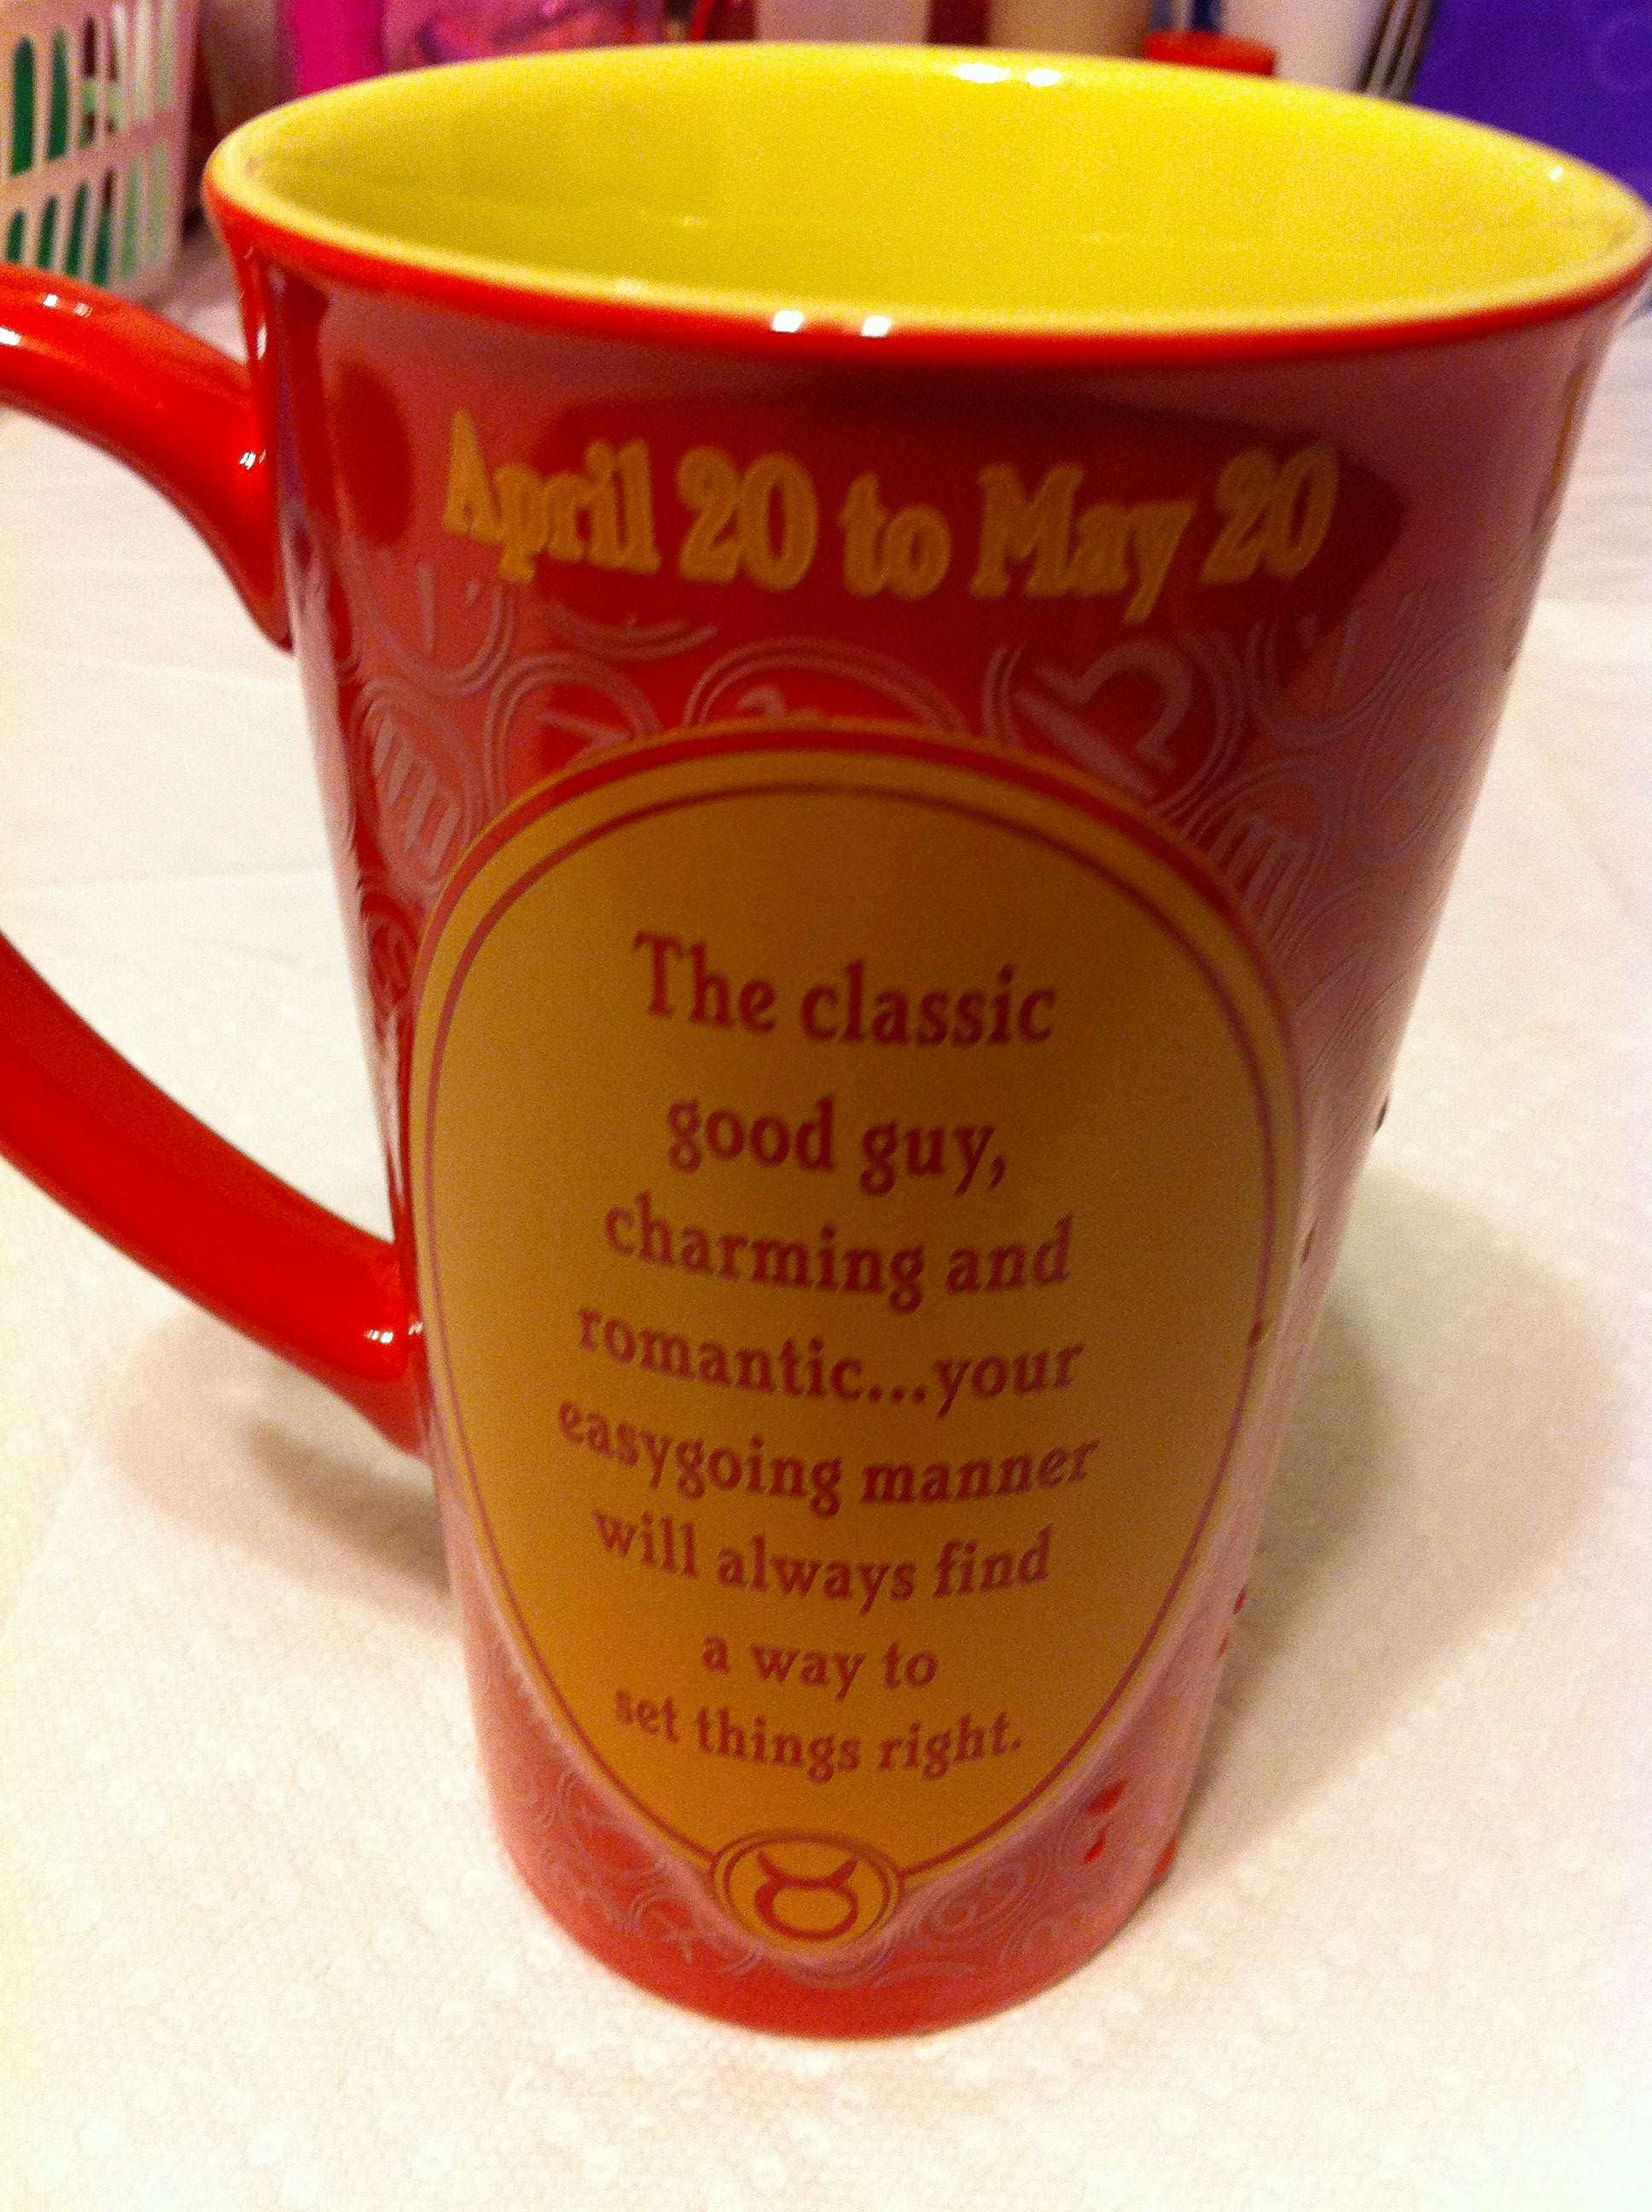 April 20 to May 20
The classic
good guy,
charming and
romantic...your
easygoing manner
will always find
a way to
set things right.